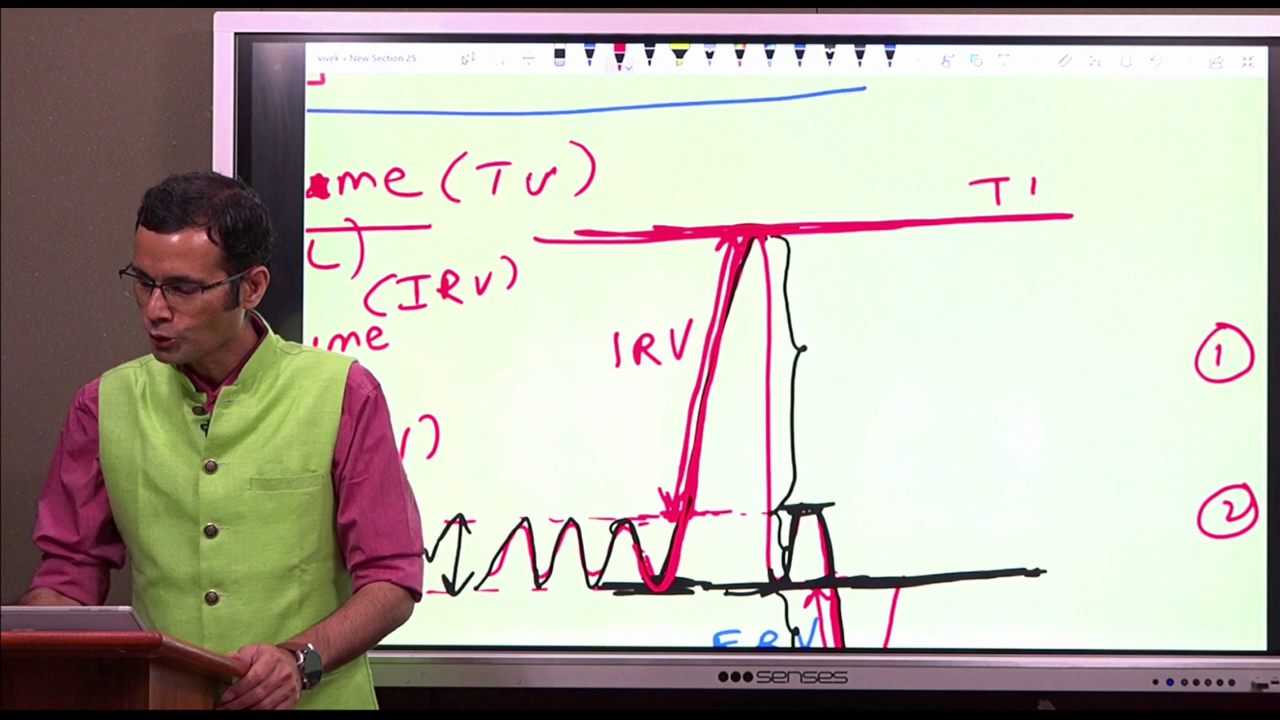 vivek – New Section 25
me (TV)
TI
(IRV)
me
IRV
1
2
ERV
senses